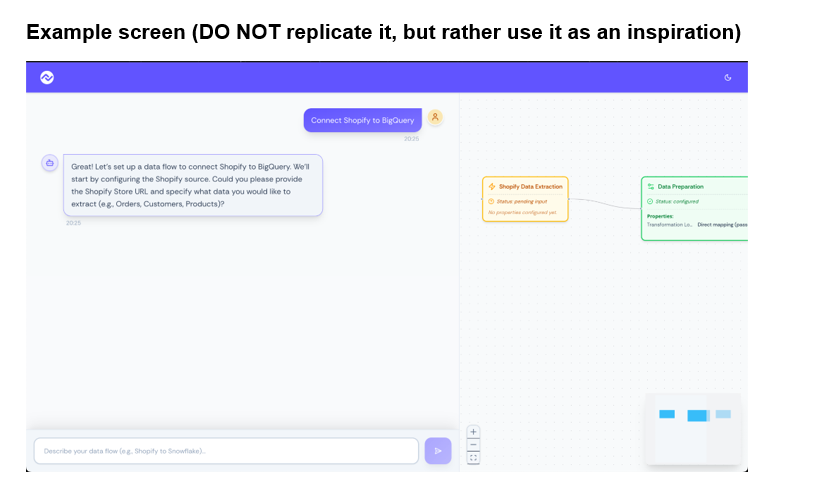 Example screen (DO NOT replicate it, but rather use it as an inspiration)
Connect Shopify to BigQuery
20:25
Great! Let's set up a data flow to connect Shopify to BigQuery. We'll
start by configuring the Shopify source. Could you please provide
the Shopify Store URL and specify what data you would like to
extract (e.g., Orders, Customers, Products)?
20:25
Shopify Data Extraction
Status: pending input
No properties configured yet
Data Preparation
Status: configured
Properties:
Transformation Lo... Direct mapping (pass
Describe your data flow (e.g., Shopify to Snowflake)...